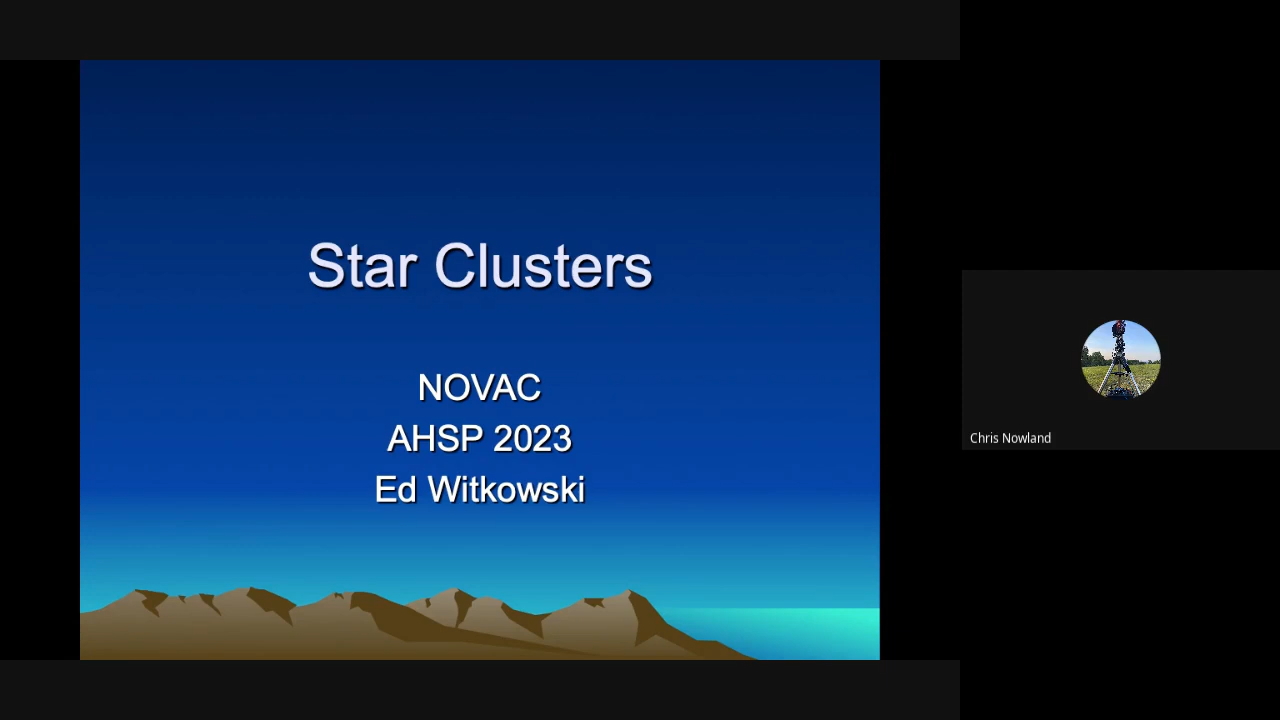 Star Clusters
NOVAC
AHSP 2023
Ed Witkowski
Chris Nowland